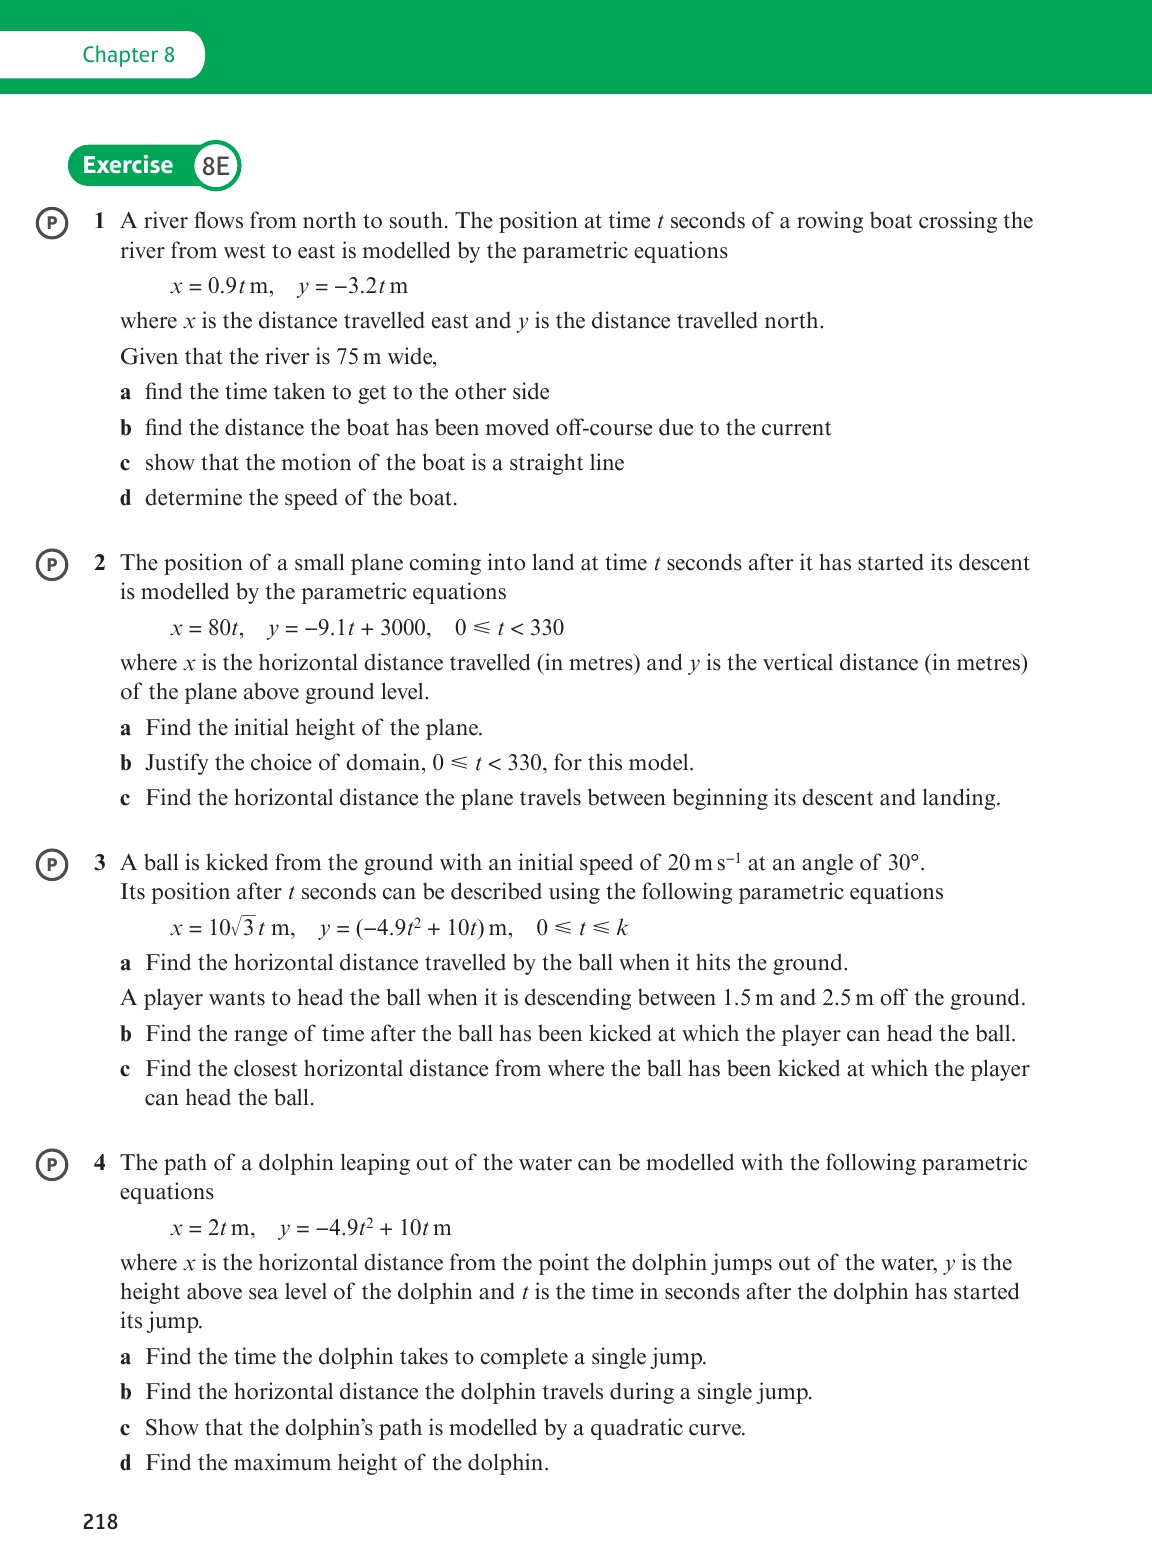 Chapter 8
Exercise 8E
P 1 A river flows from north to south. The position at time t seconds of a rowing boat crossing the
river from west to east is modelled by the parametric equations
x = 0.9t m, y = −3.2t m
where x is the distance travelled east and y is the distance travelled north.
Given that the river is 75 m wide,
a find the time taken to get to the other side
b find the distance the boat has been moved off-course due to the current
c show that the motion of the boat is a straight line
d determine the speed of the boat.
P 2 The position of a small plane coming into land at time t seconds after it has started its descent
is modelled by the parametric equations
x = 80t, y = −9.1t + 3000, 0 ⩽ t < 330
where x is the horizontal distance travelled (in metres) and y is the vertical distance (in metres)
of the plane above ground level.
a Find the initial height of the plane.
b Justify the choice of domain, 0 ⩽ t < 330, for this model.
c Find the horizontal distance the plane travels between beginning its descent and landing.
P 3 A ball is kicked from the ground with an initial speed of 20 m s⁻¹ at an angle of 30°.
Its position after t seconds can be described using the following parametric equations
x = 10√3 t m, y = (−4.9t² + 10t) m, 0 ⩽ t ⩽ k
a Find the horizontal distance travelled by the ball when it hits the ground.
A player wants to head the ball when it is descending between 1.5 m and 2.5 m off the ground.
b Find the range of time after the ball has been kicked at which the player can head the ball.
c Find the closest horizontal distance from where the ball has been kicked at which the player
can head the ball.
P 4 The path of a dolphin leaping out of the water can be modelled with the following parametric
equations
x = 2t m, y = −4.9t² + 10t m
where x is the horizontal distance from the point the dolphin jumps out of the water, y is the
height above sea level of the dolphin and t is the time in seconds after the dolphin has started
its jump.
a Find the time the dolphin takes to complete a single jump.
b Find the horizontal distance the dolphin travels during a single jump.
c Show that the dolphin’s path is modelled by a quadratic curve.
d Find the maximum height of the dolphin.
218